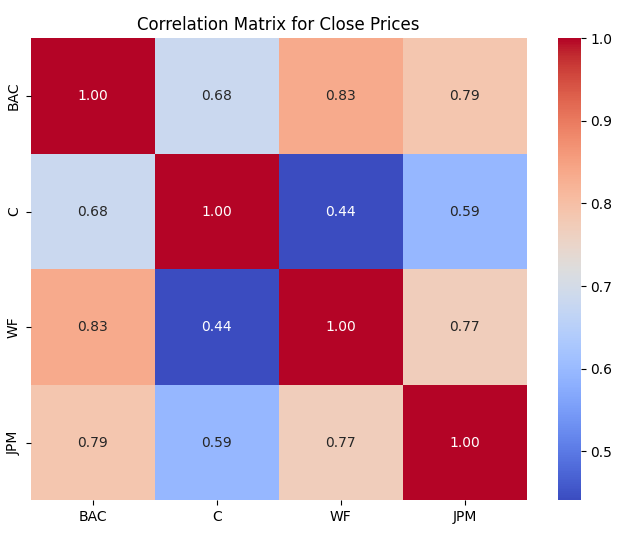 Correlation Matrix for Close Prices
BAC 1.00 0.68 0.83 0.79
C 0.68 1.00 0.44 0.59
WF 0.83 0.44 1.00 0.77
JPM 0.79 0.59 0.77 1.00
BAC C WF JPM
1.0
0.9
0.8
0.7
0.6
0.5